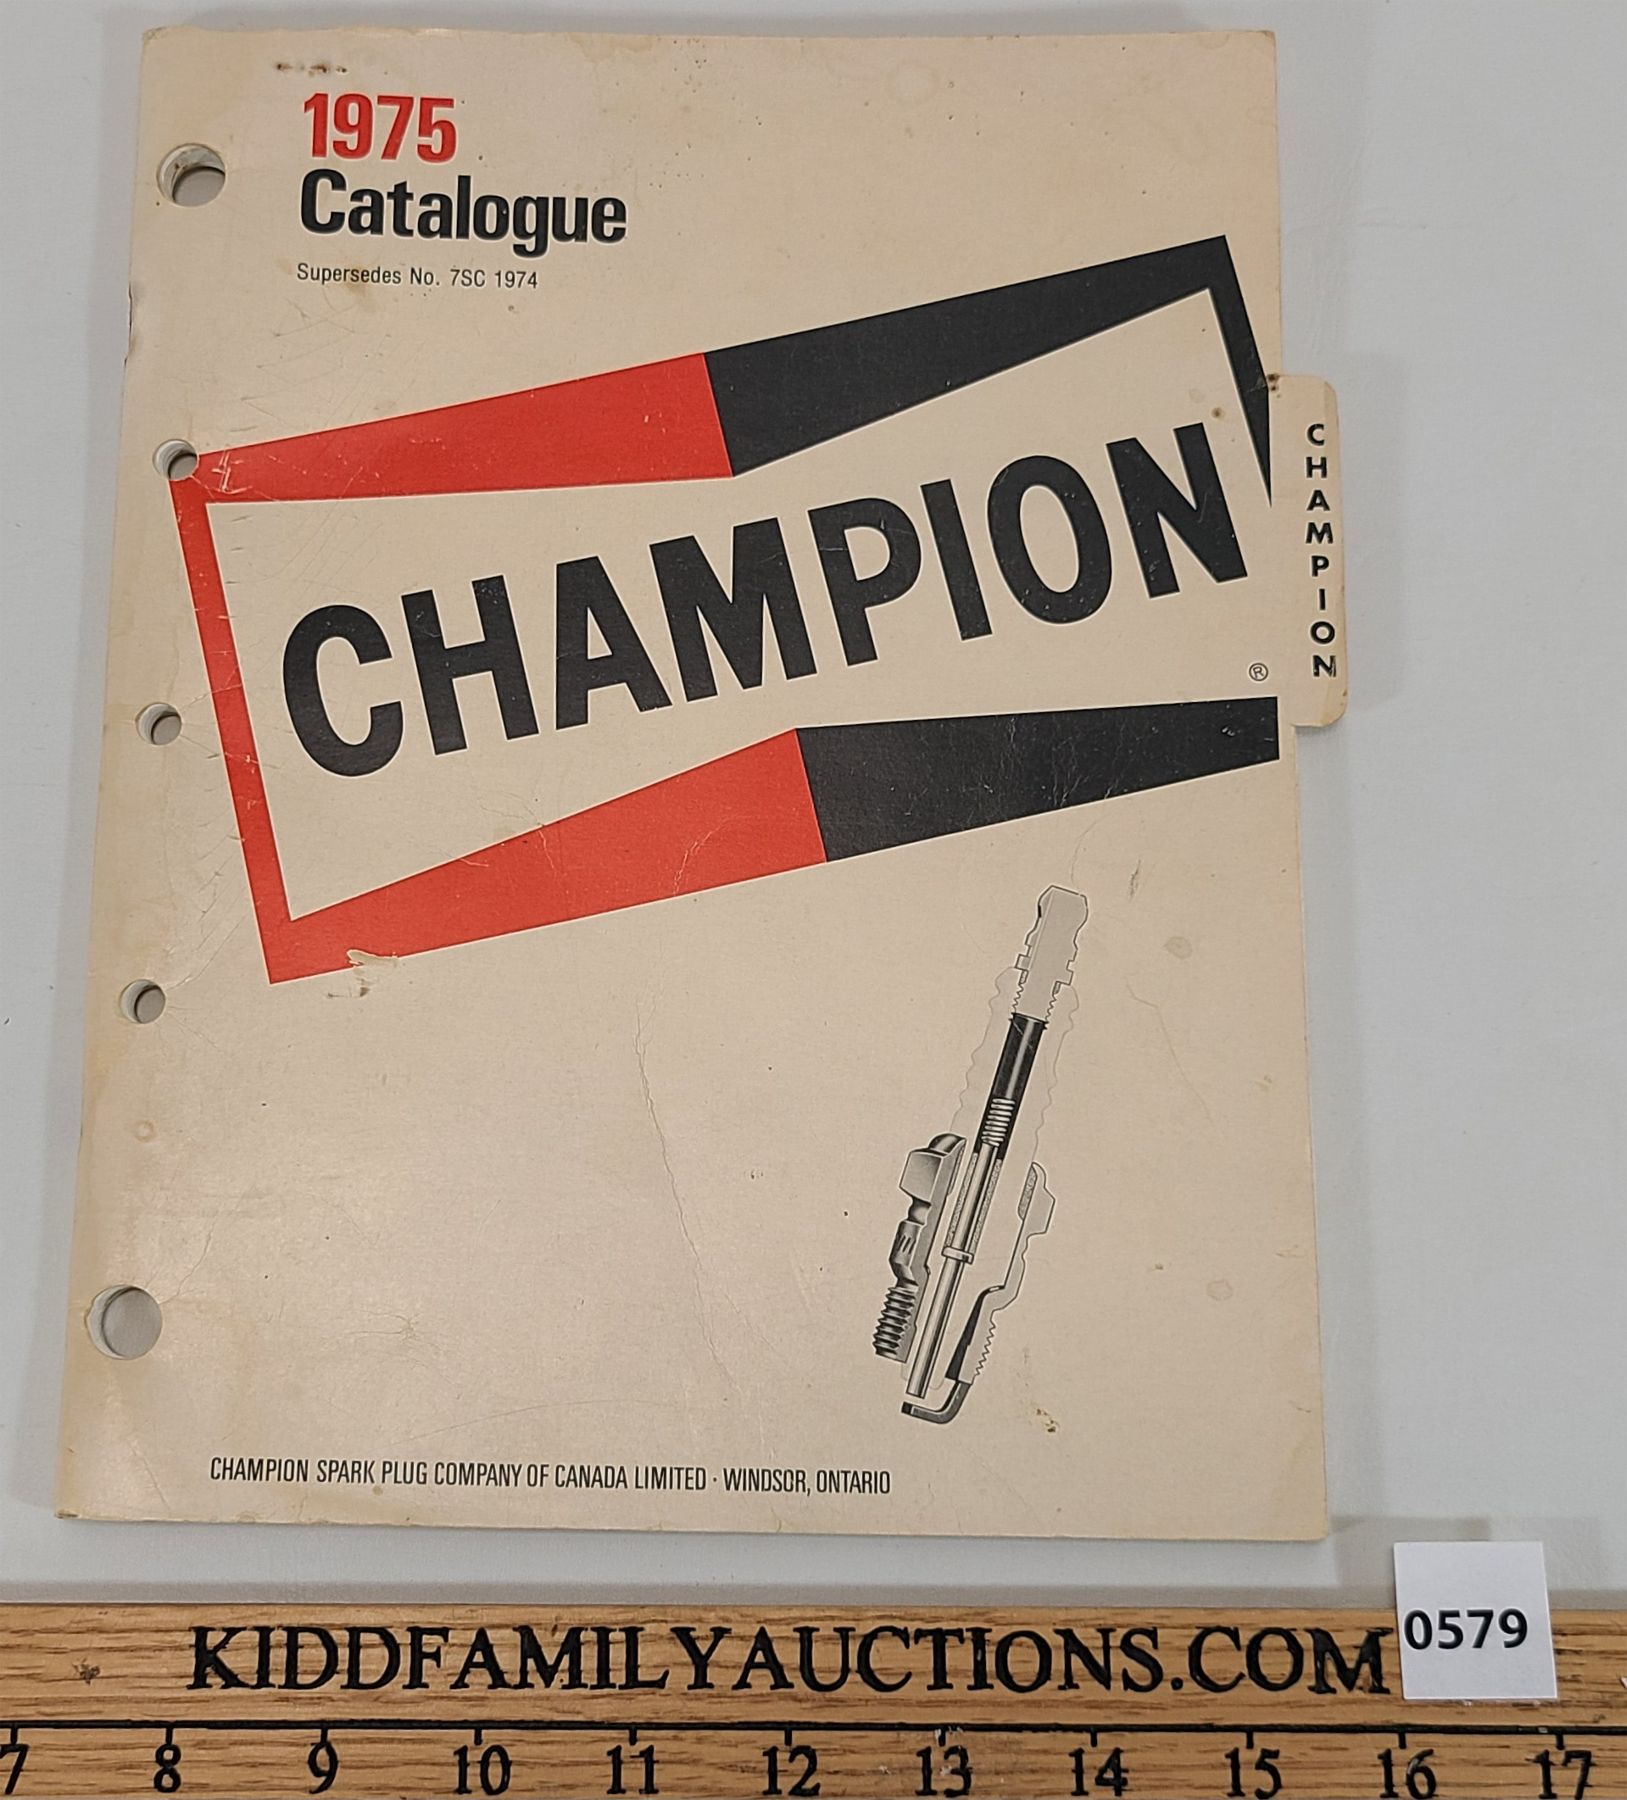 1975
Catalogue
Supersedes No. 7SC 1974
CHAMPION
®
CHAMPION
CHAMPION SPARK PLUG COMPANY OF CANADA LIMITED · WINDSOR, ONTARIO
0579
KIDDFAMILYAUCTIONS.COM
7 8 9 10 11 12 13 14 15 16 17